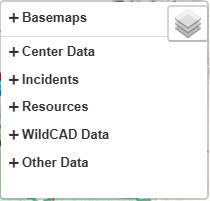 + Basemaps
+ Center Data
+ Incidents
+ Resources
+ WildCAD Data
+ Other Data